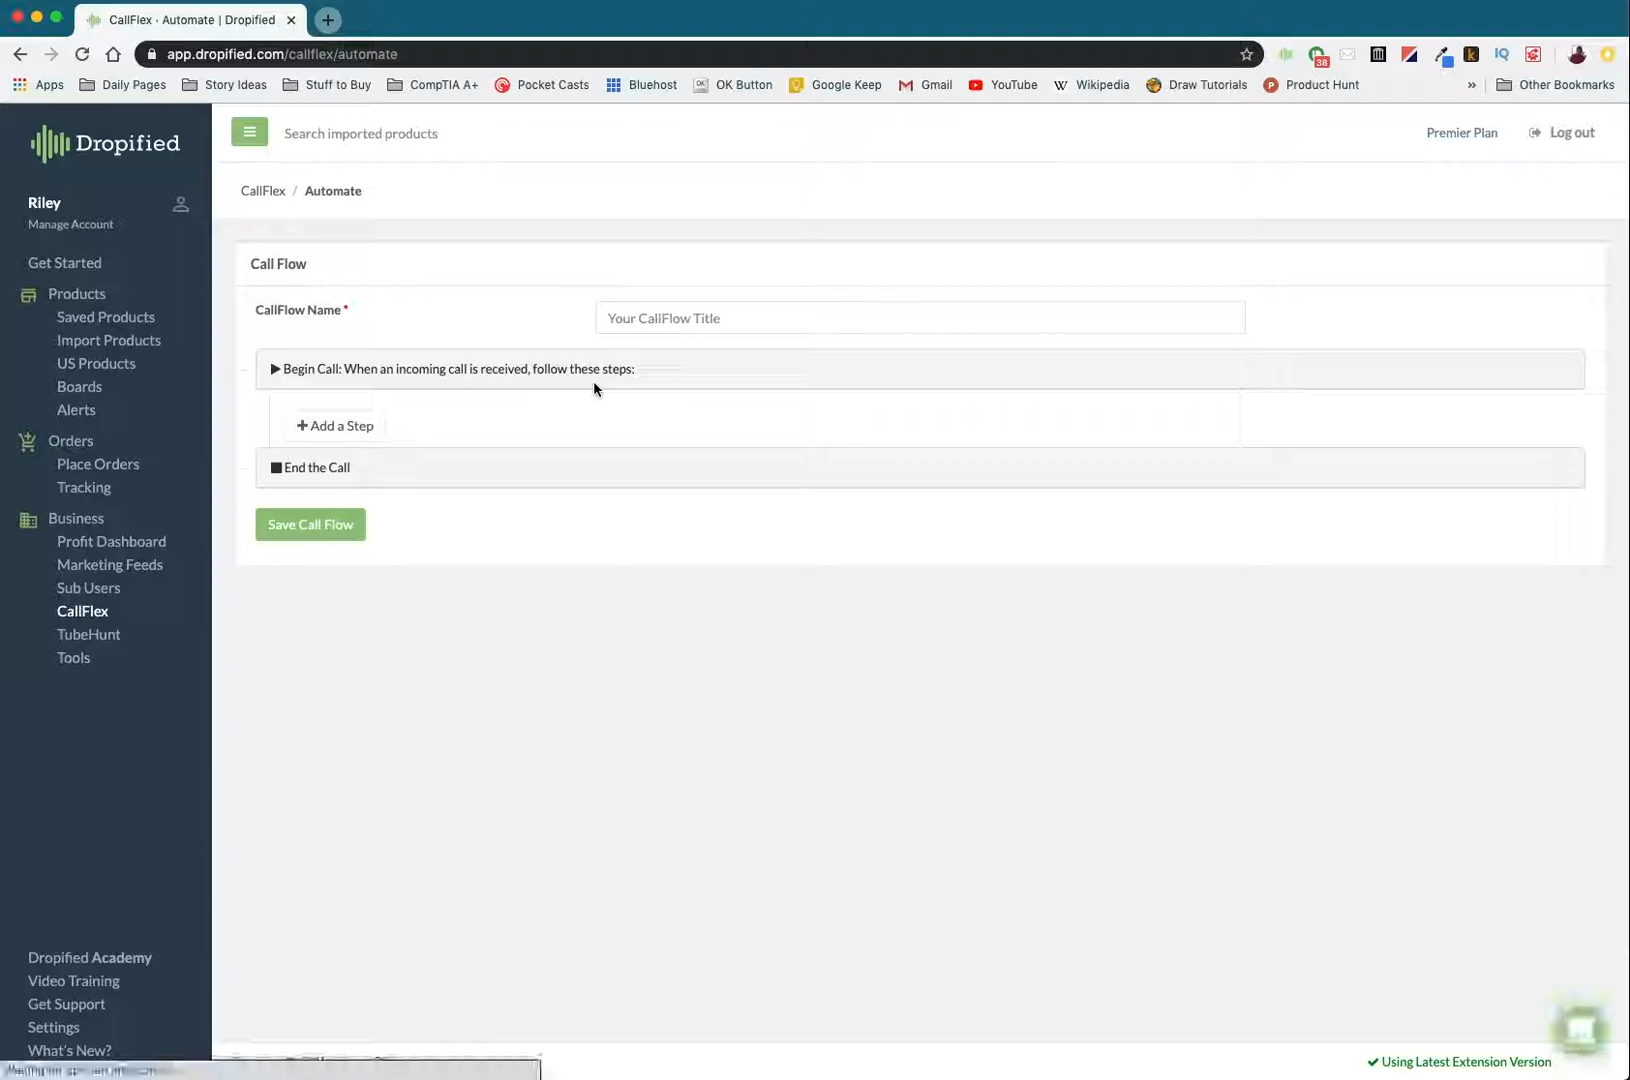 CallFlex · Automate | Dropified
app.dropified.com/callflex/automate
38
Apps Daily Pages Story Ideas Stuff to Buy CompTIA A+ Pocket Casts Bluehost OK Button Google Keep Gmail YouTube Wikipedia Draw Tutorials Product Hunt » Other Bookmarks
Dropified
Search imported products
Premier Plan
Log out
Riley
Manage Account
CallFlex / Automate
Get Started
Products
Saved Products
Import Products
US Products
Boards
Alerts
Orders
Place Orders
Tracking
Business
Profit Dashboard
Marketing Feeds
Sub Users
CallFlex
TubeHunt
Tools
Dropified Academy
Video Training
Get Support
Settings
What's New?
Call Flow
CallFlow Name *
Your CallFlow Title
Begin Call: When an incoming call is received, follow these steps:
+ Add a Step
End the Call
Save Call Flow
Using Latest Extension Version